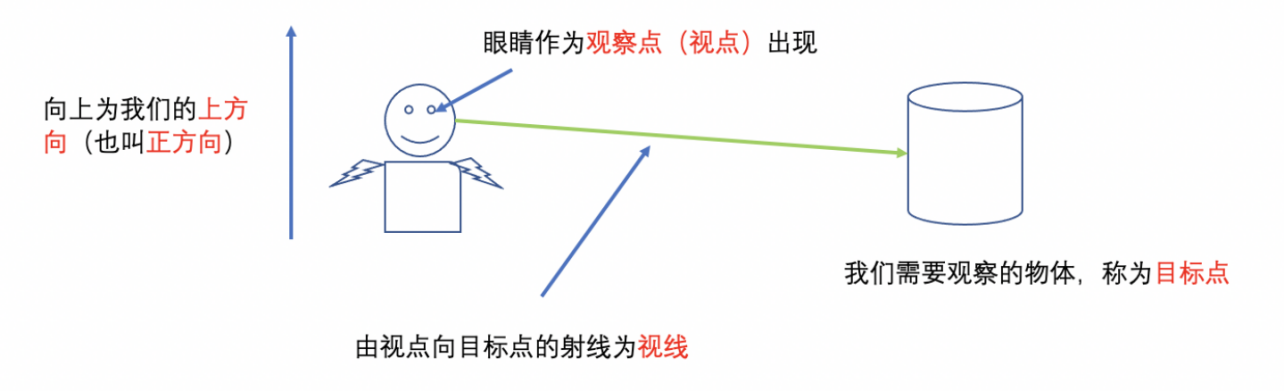 眼睛作为观察点（视点）出现
向上为我们的上方
向（也叫正方向）
我们需要观察的物体，称为目标点
由视点向目标点的射线为视线